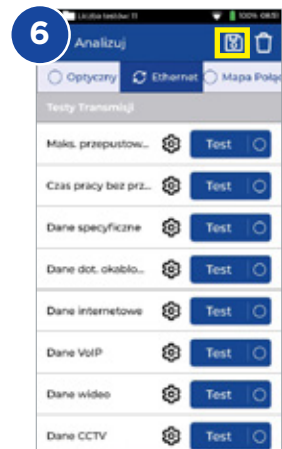 6
Liczba testów: 11 100% 08:51
Analizuj
Optyczny Ethernet Mapa Połąc
Testy Transmisji
Maks. przepustow... Test
Czas pracy bez prz... Test
Dane specyficzne Test
Dane dot. okablo... Test
Dane internetowe Test
Dane VoIP Test
Dane wideo Test
Dane CCTV Test